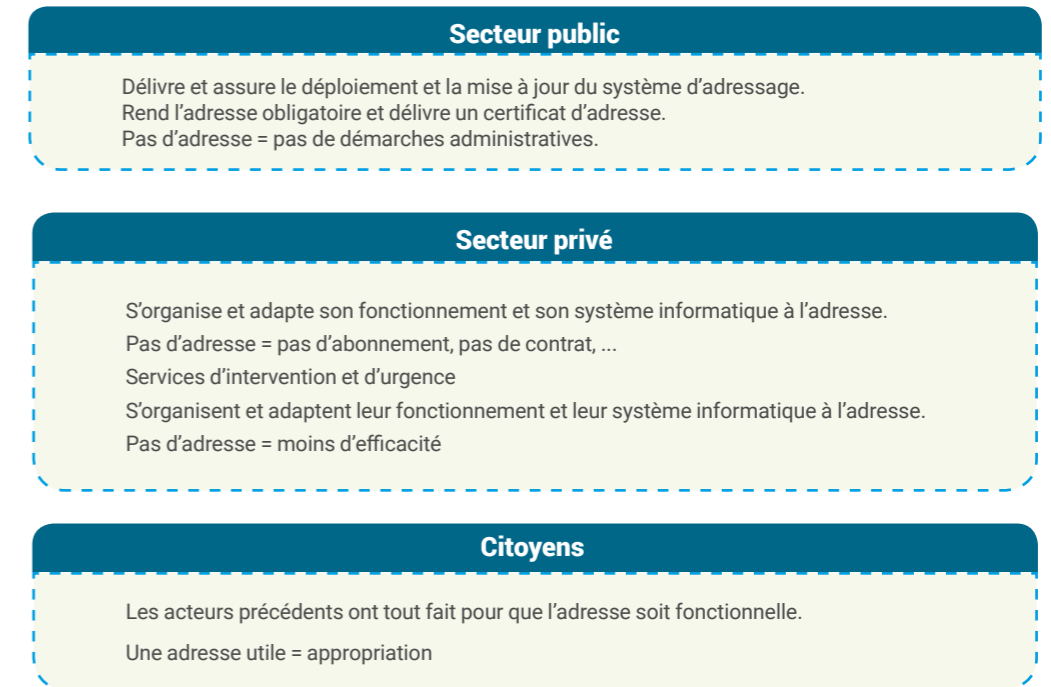 Secteur public
Délivre et assure le déploiement et la mise à jour du système d’adressage.
Rend l’adresse obligatoire et délivre un certificat d’adresse.
Pas d’adresse = pas de démarches administratives.
Secteur privé
S’organise et adapte son fonctionnement et son système informatique à l’adresse.
Pas d’adresse = pas d’abonnement, pas de contrat, ...
Services d’intervention et d’urgence
S’organisent et adaptent leur fonctionnement et leur système informatique à l’adresse.
Pas d’adresse = moins d’efficacité
Citoyens
Les acteurs précédents ont tout fait pour que l’adresse soit fonctionnelle.
Une adresse utile = appropriation